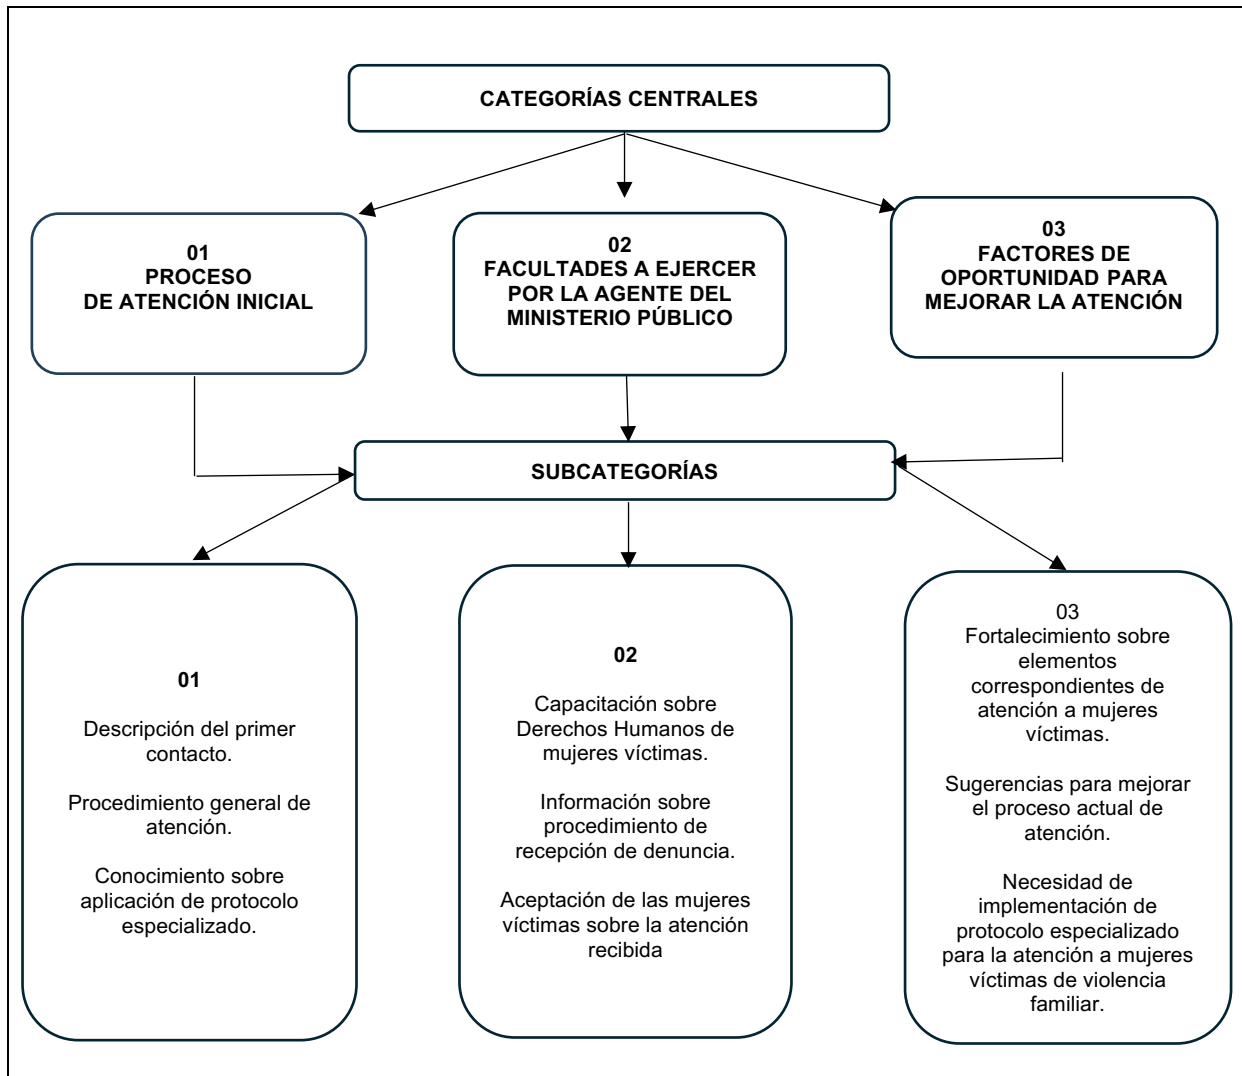 CATEGORÍAS CENTRALES
01
PROCESO
DE ATENCIÓN INICIAL
02
FACULTADES A EJERCER
POR LA AGENTE DEL
MINISTERIO PÚBLICO
03
FACTORES DE
OPORTUNIDAD PARA
MEJORAR LA ATENCIÓN
SUBCATEGORÍAS
01
Descripción del primer
contacto.
Procedimiento general de
atención.
Conocimiento sobre
aplicación de protocolo
especializado.
02
Capacitación sobre
Derechos Humanos de
mujeres víctimas.
Información sobre
procedimiento de
recepción de denuncia.
Aceptación de las mujeres
víctimas sobre la atención
recibida
03
Fortalecimiento sobre
elementos
correspondientes de
atención a mujeres
víctimas.
Sugerencias para mejorar
el proceso actual de
atención.
Necesidad de
implementación de
protocolo especializado
para la atención a mujeres
víctimas de violencia
familiar.